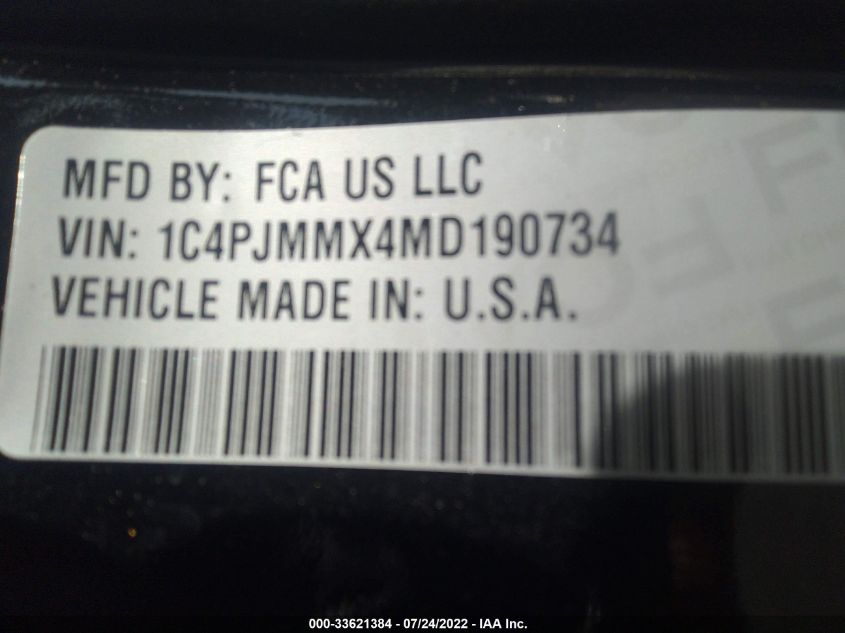 MFD BY: FCA US LLC
VIN: 1C4PJMMX4MD190734
VEHICLE MADE IN: U.S.A.
000-33621384 - 07/24/2022 - IAA Inc.